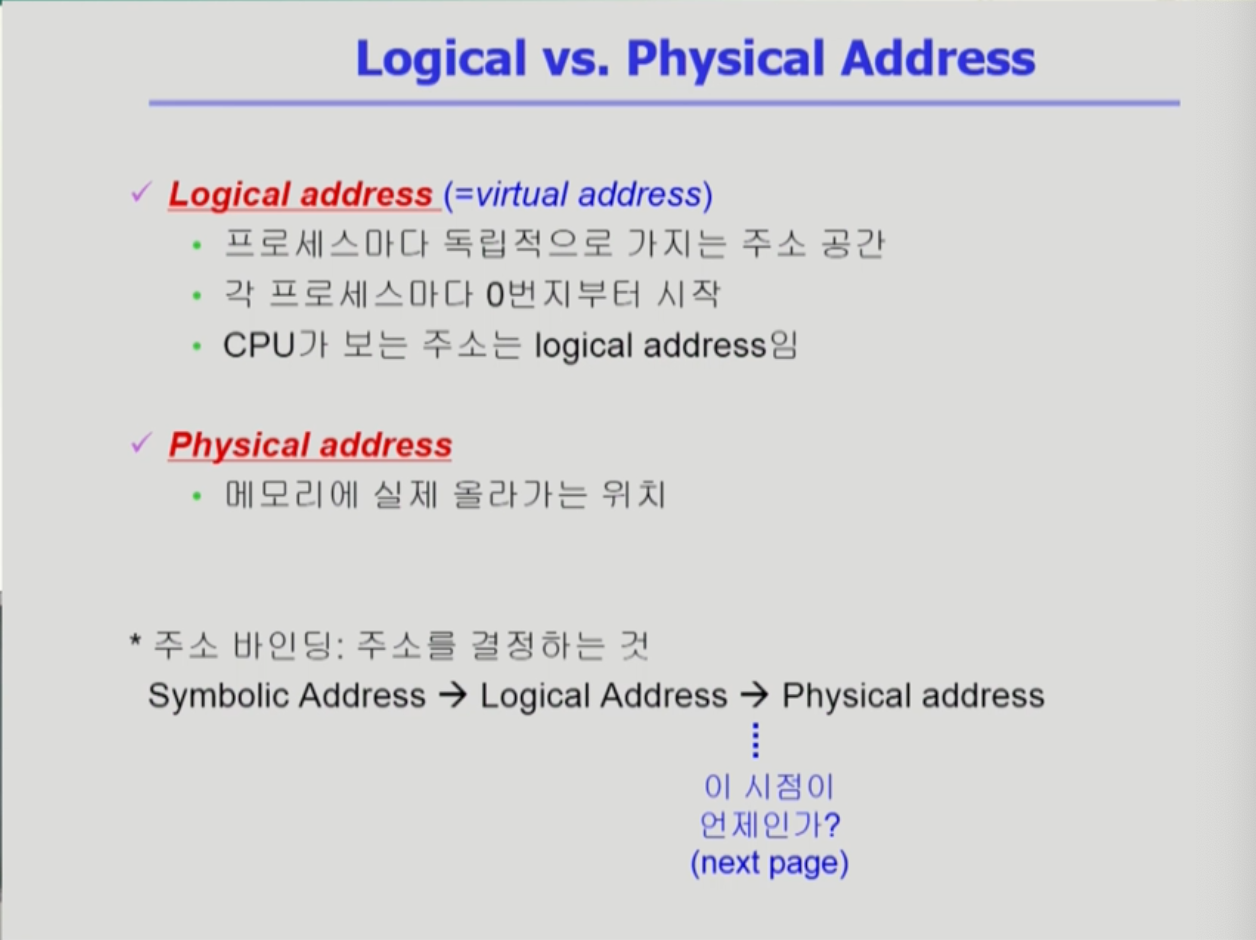 Logical vs. Physical Address
✓ Logical address (=virtual address)
• 프로세스마다 독립적으로 가지는 주소 공간
• 각 프로세스마다 0번지부터 시작
• CPU가 보는 주소는 logical address임
✓ Physical address
• 메모리에 실제 올라가는 위치
* 주소 바인딩: 주소를 결정하는 것
Symbolic Address → Logical Address → Physical address
이 시점이
언제인가?
(next page)